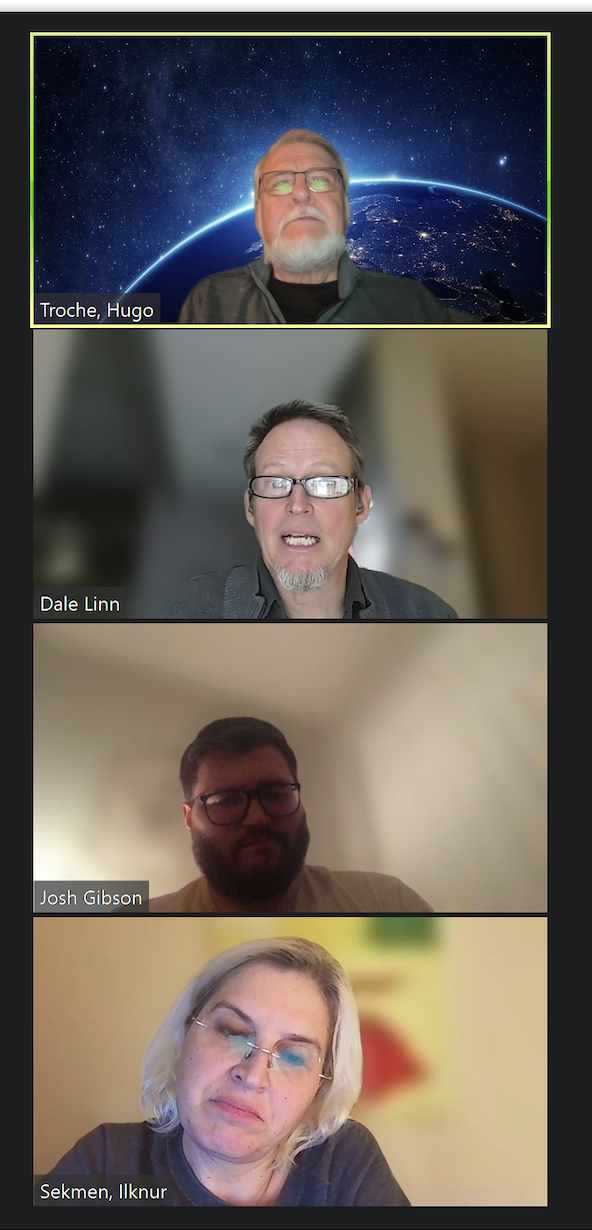 Troche, Hugo
Dale Linn
Josh Gibson
Sekmen, Ilknur